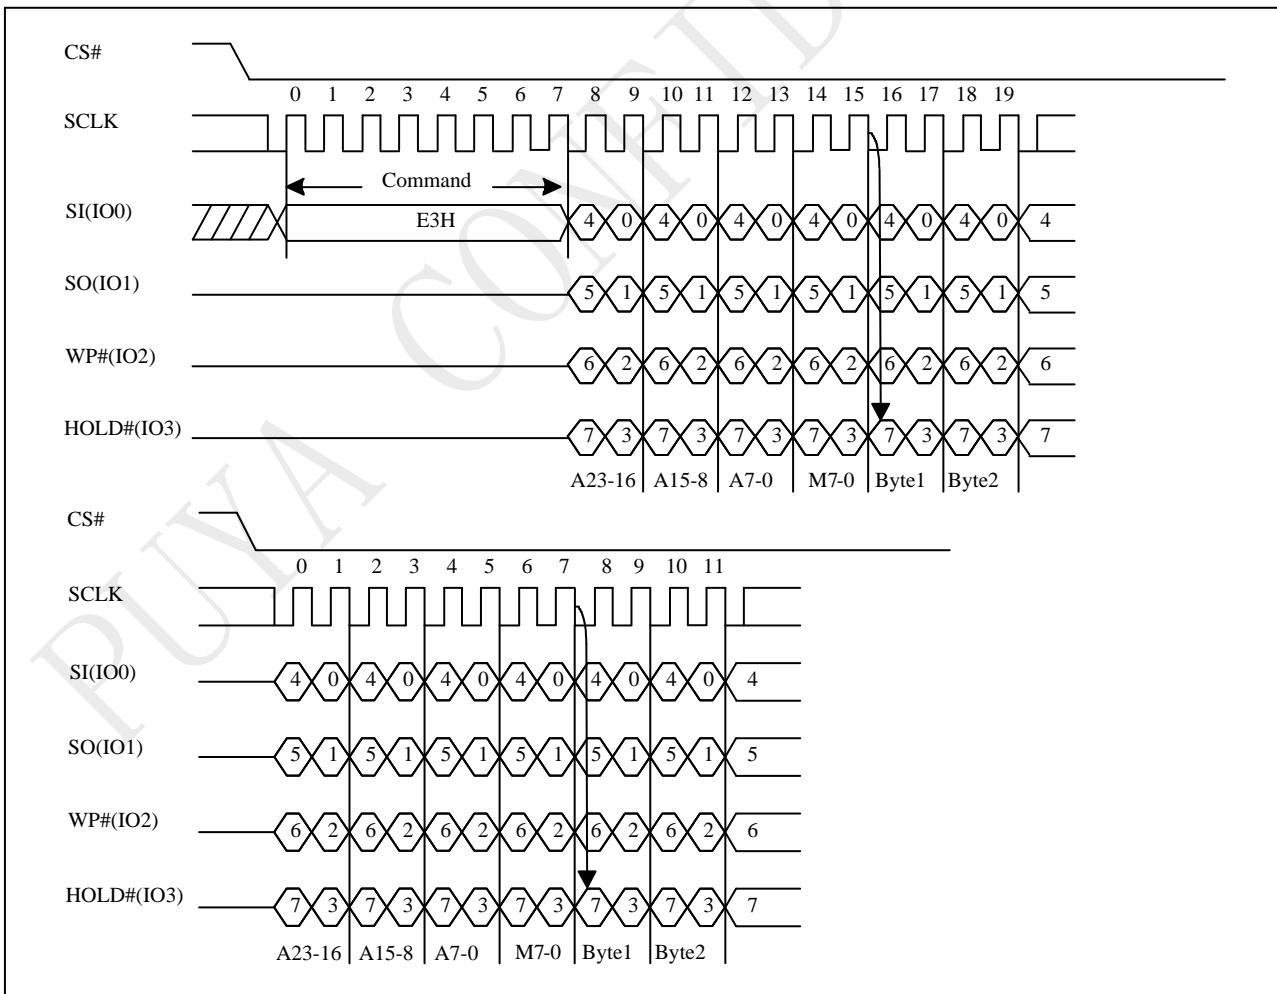 CS#
0 1 2 3 4 5 6 7 8 9 10 11 12 13 14 15 16 17 18 19
SCLK
Command
SI(IO0) E3H 4 0 4 0 4 0 4 0 4 0 4 0 4
SO(IO1) 5 1 5 1 5 1 5 1 5 1 5 1 5
WP#(IO2) 6 2 6 2 6 2 6 2 6 2 6 2 6
HOLD#(IO3) 7 3 7 3 7 3 7 3 7 3 7 3 7
A23-16 A15-8 A7-0 M7-0 Byte1 Byte2
CS#
0 1 2 3 4 5 6 7 8 9 10 11
SCLK
SI(IO0) 4 0 4 0 4 0 4 0 4 0 4 0 4
SO(IO1) 5 1 5 1 5 1 5 1 5 1 5 1 5
WP#(IO2) 6 2 6 2 6 2 6 2 6 2 6 2 6
HOLD#(IO3) 7 3 7 3 7 3 7 3 7 3 7 3 7
A23-16 A15-8 A7-0 M7-0 Byte1 Byte2
PUYA CONFID